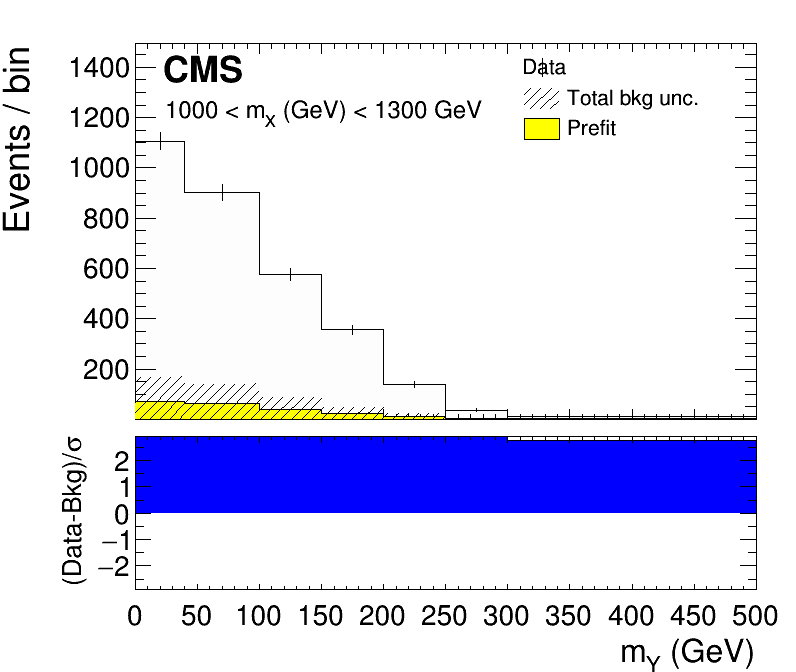 CMS
1000 < mX (GeV) < 1300 GeV
Data
Total bkg unc.
Prefit
Events / bin
1400
1200
1000
800
600
400
200
(Data-Bkg)/σ
2
1
0
−1
−2
0 50 100 150 200 250 300 350 400 450 500
mY (GeV)